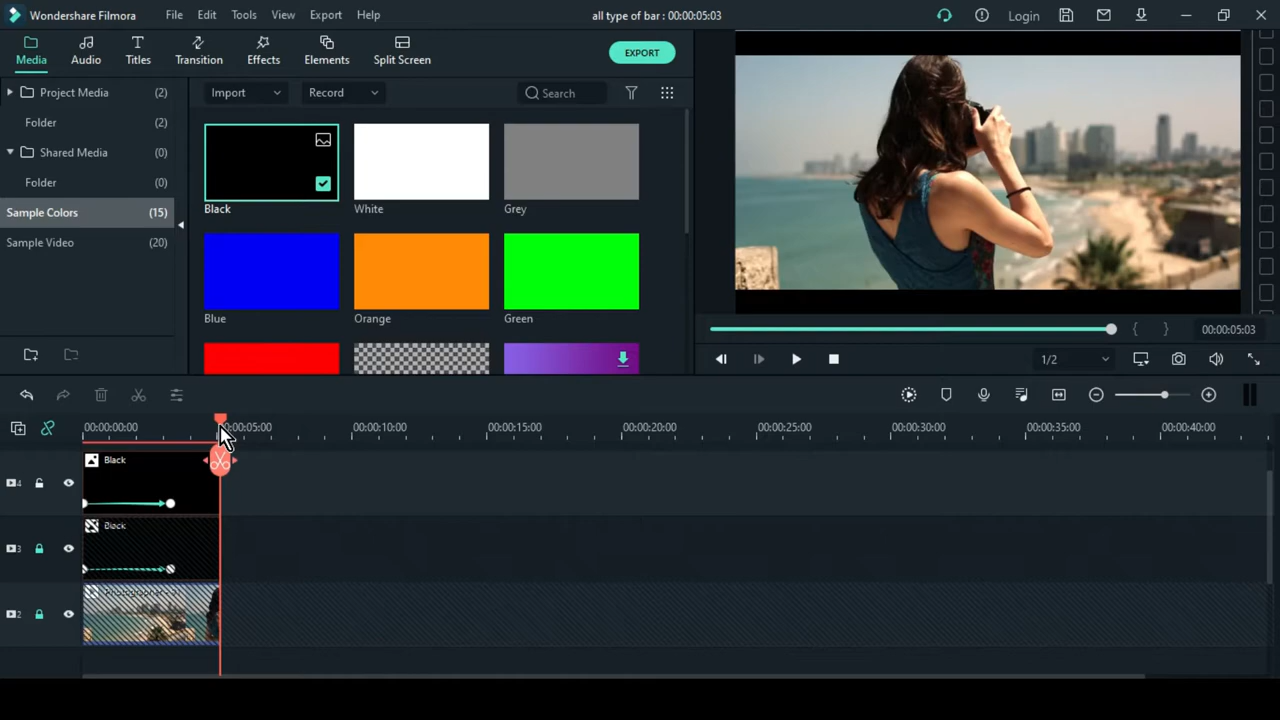 Wondershare Filmora File Edit Tools View Export Help all type of bar : 00:00:05:03 Login
Media Audio Titles Transition Effects Elements Split Screen EXPORT
Project Media (2)
Folder (2)
Shared Media (0)
Folder (0)
Sample Colors (15)
Sample Video (20)
Import Record Search
Black White Grey
Blue Orange Green
00:00:05:03
1/2
00:00:00:00 00:00:05:00 00:00:10:00 00:00:15:00 00:00:20:00 00:00:25:00 00:00:30:00 00:00:35:00 00:00:40:00
4 Black
3 Black
2